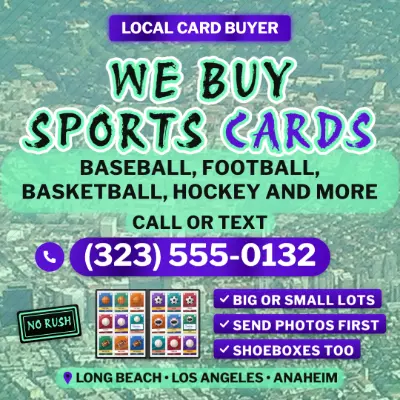 LOCAL CARD BUYER
WE BUY
SPORTS CARDS
BASEBALL, FOOTBALL,
BASKETBALL, HOCKEY AND MORE
CALL OR TEXT
(323) 555-0132
NO RUSH
BIG OR SMALL LOTS
SEND PHOTOS FIRST
SHOEBOXES TOO
LONG BEACH • LOS ANGELES • ANAHEIM